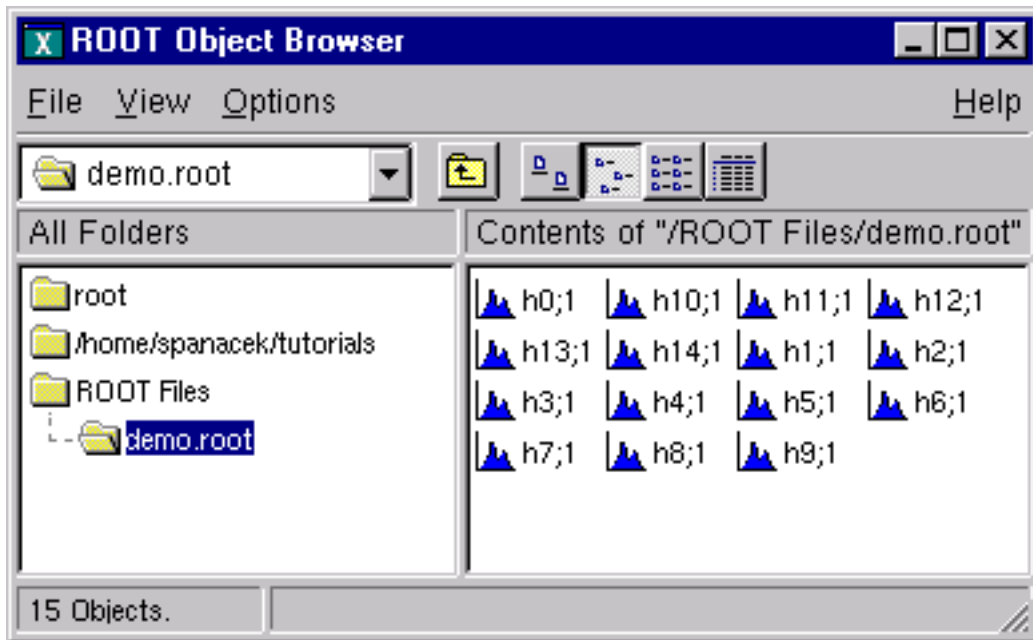 ROOT Object Browser
File View Options Help
demo.root
All Folders
Contents of "/ROOT Files/demo.root"
root
/home/spanacek/tutorials
ROOT Files
demo.root
h0;1 h10;1 h11;1 h12;1
h13;1 h14;1 h1;1 h2;1
h3;1 h4;1 h5;1 h6;1
h7;1 h8;1 h9;1
15 Objects.